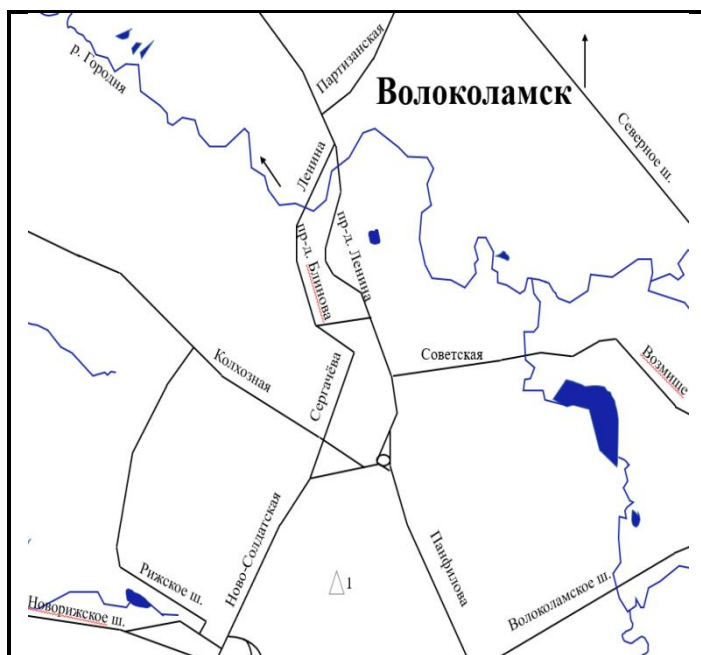 р. Городня
Партизанская
Волоколамск
Северное ш.
Ленина
пр-д. Блинова
пр-д. Ленина
Колхозная
Сергачёва
Советская
Возмище
Ново-Солдатская
Панфилова
Рижское ш.
1
Новорижское ш.
Волоколамское ш.